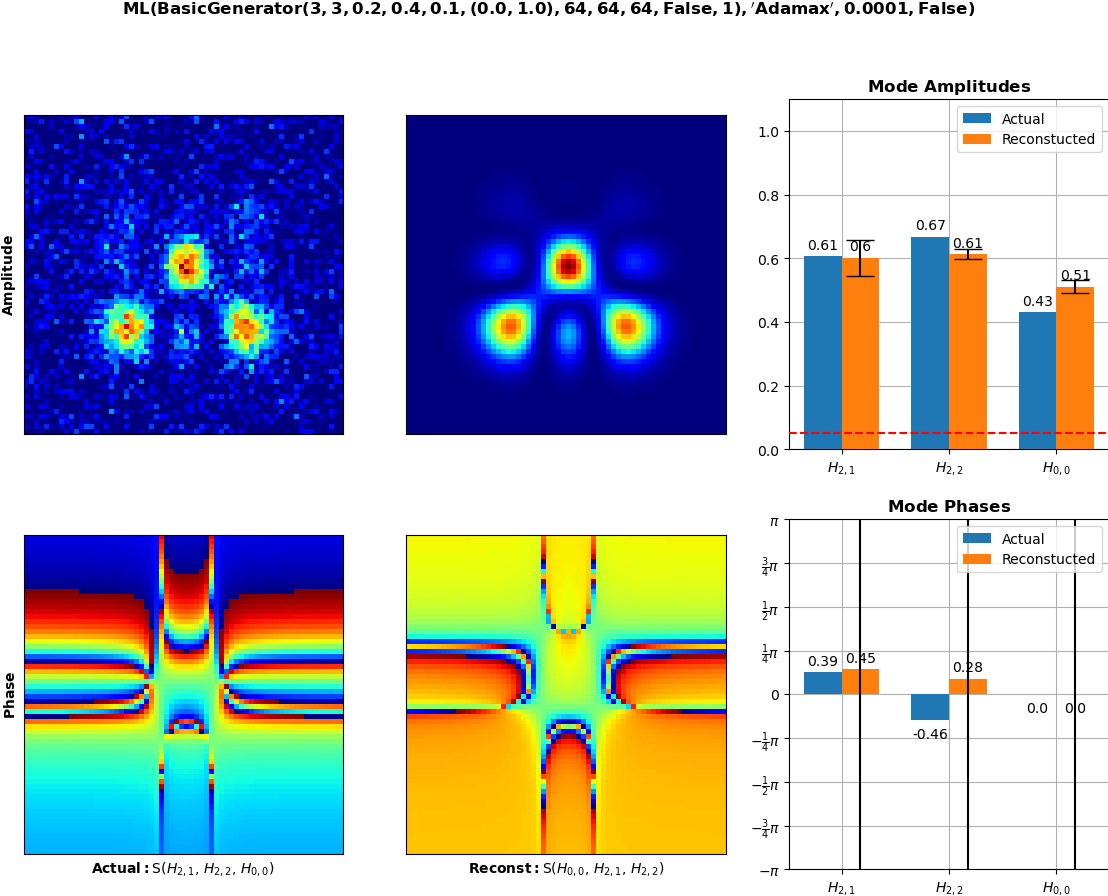 ML(BasicGenerator(3, 3, 0.2, 0.4, 0.1, (0.0, 1.0), 64, 64, 64, False, 1), ′Adamax′, 0.0001, False)
Amplitude
Mode Amplitudes
Actual
Reconstucted
1.0
0.8
0.6
0.4
0.2
0.0
0.61
0.6
0.67
0.61
0.43
0.51
H2,1
H2,2
H0,0
Phase
Actual: S(H2,1, H2,2, H0,0)
Reconst: S(H0,0, H2,1, H2,2)
Mode Phases
Actual
Reconstucted
π
3/4π
1/2π
1/4π
0
−1/4π
−1/2π
−3/4π
−π
0.39
0.45
-0.46
0.28
0.0
0.0
H2,1
H2,2
H0,0